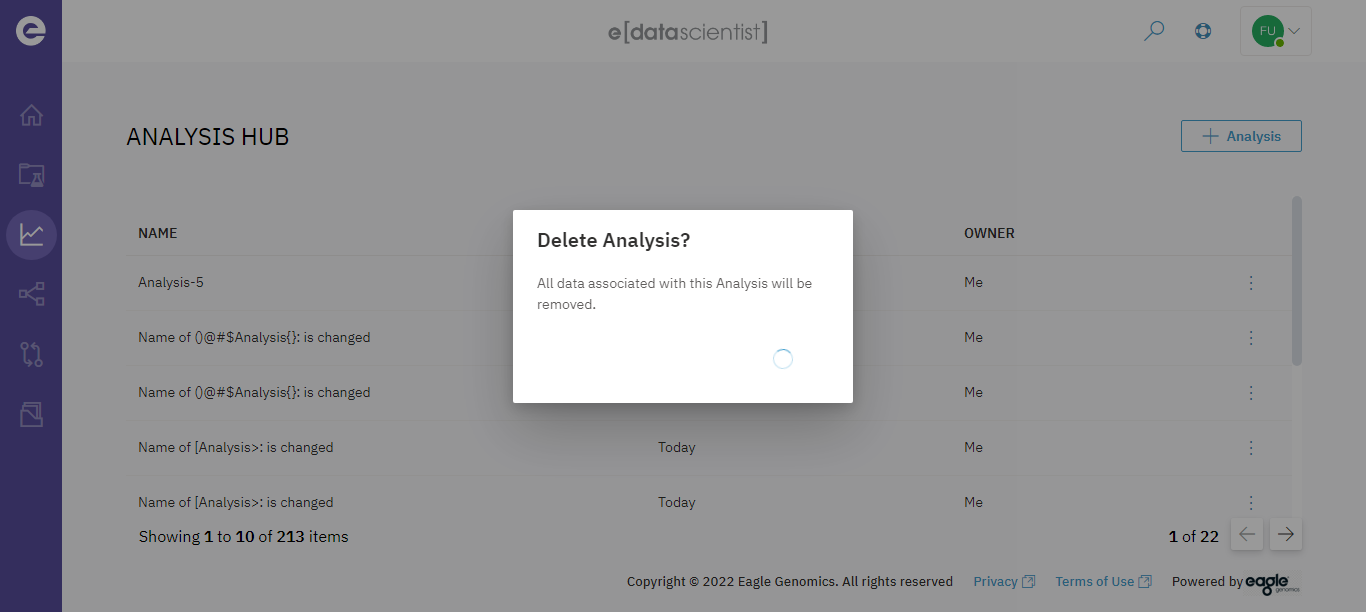 e[datascientist]
FU
ANALYSIS HUB
Analysis
NAME
OWNER
Delete Analysis?
All data associated with this Analysis will be
removed.
Analysis-5
Me
Name of ()@#$Analysis{}: is changed
Me
Name of ()@#$Analysis{}: is changed
Me
Name of [Analysis>: is changed
Today
Me
Name of [Analysis>: is changed
Today
Me
Showing 1 to 10 of 213 items
1 of 22
Copyright © 2022 Eagle Genomics. All rights reserved
Privacy
Terms of Use
Powered by eagle genomics